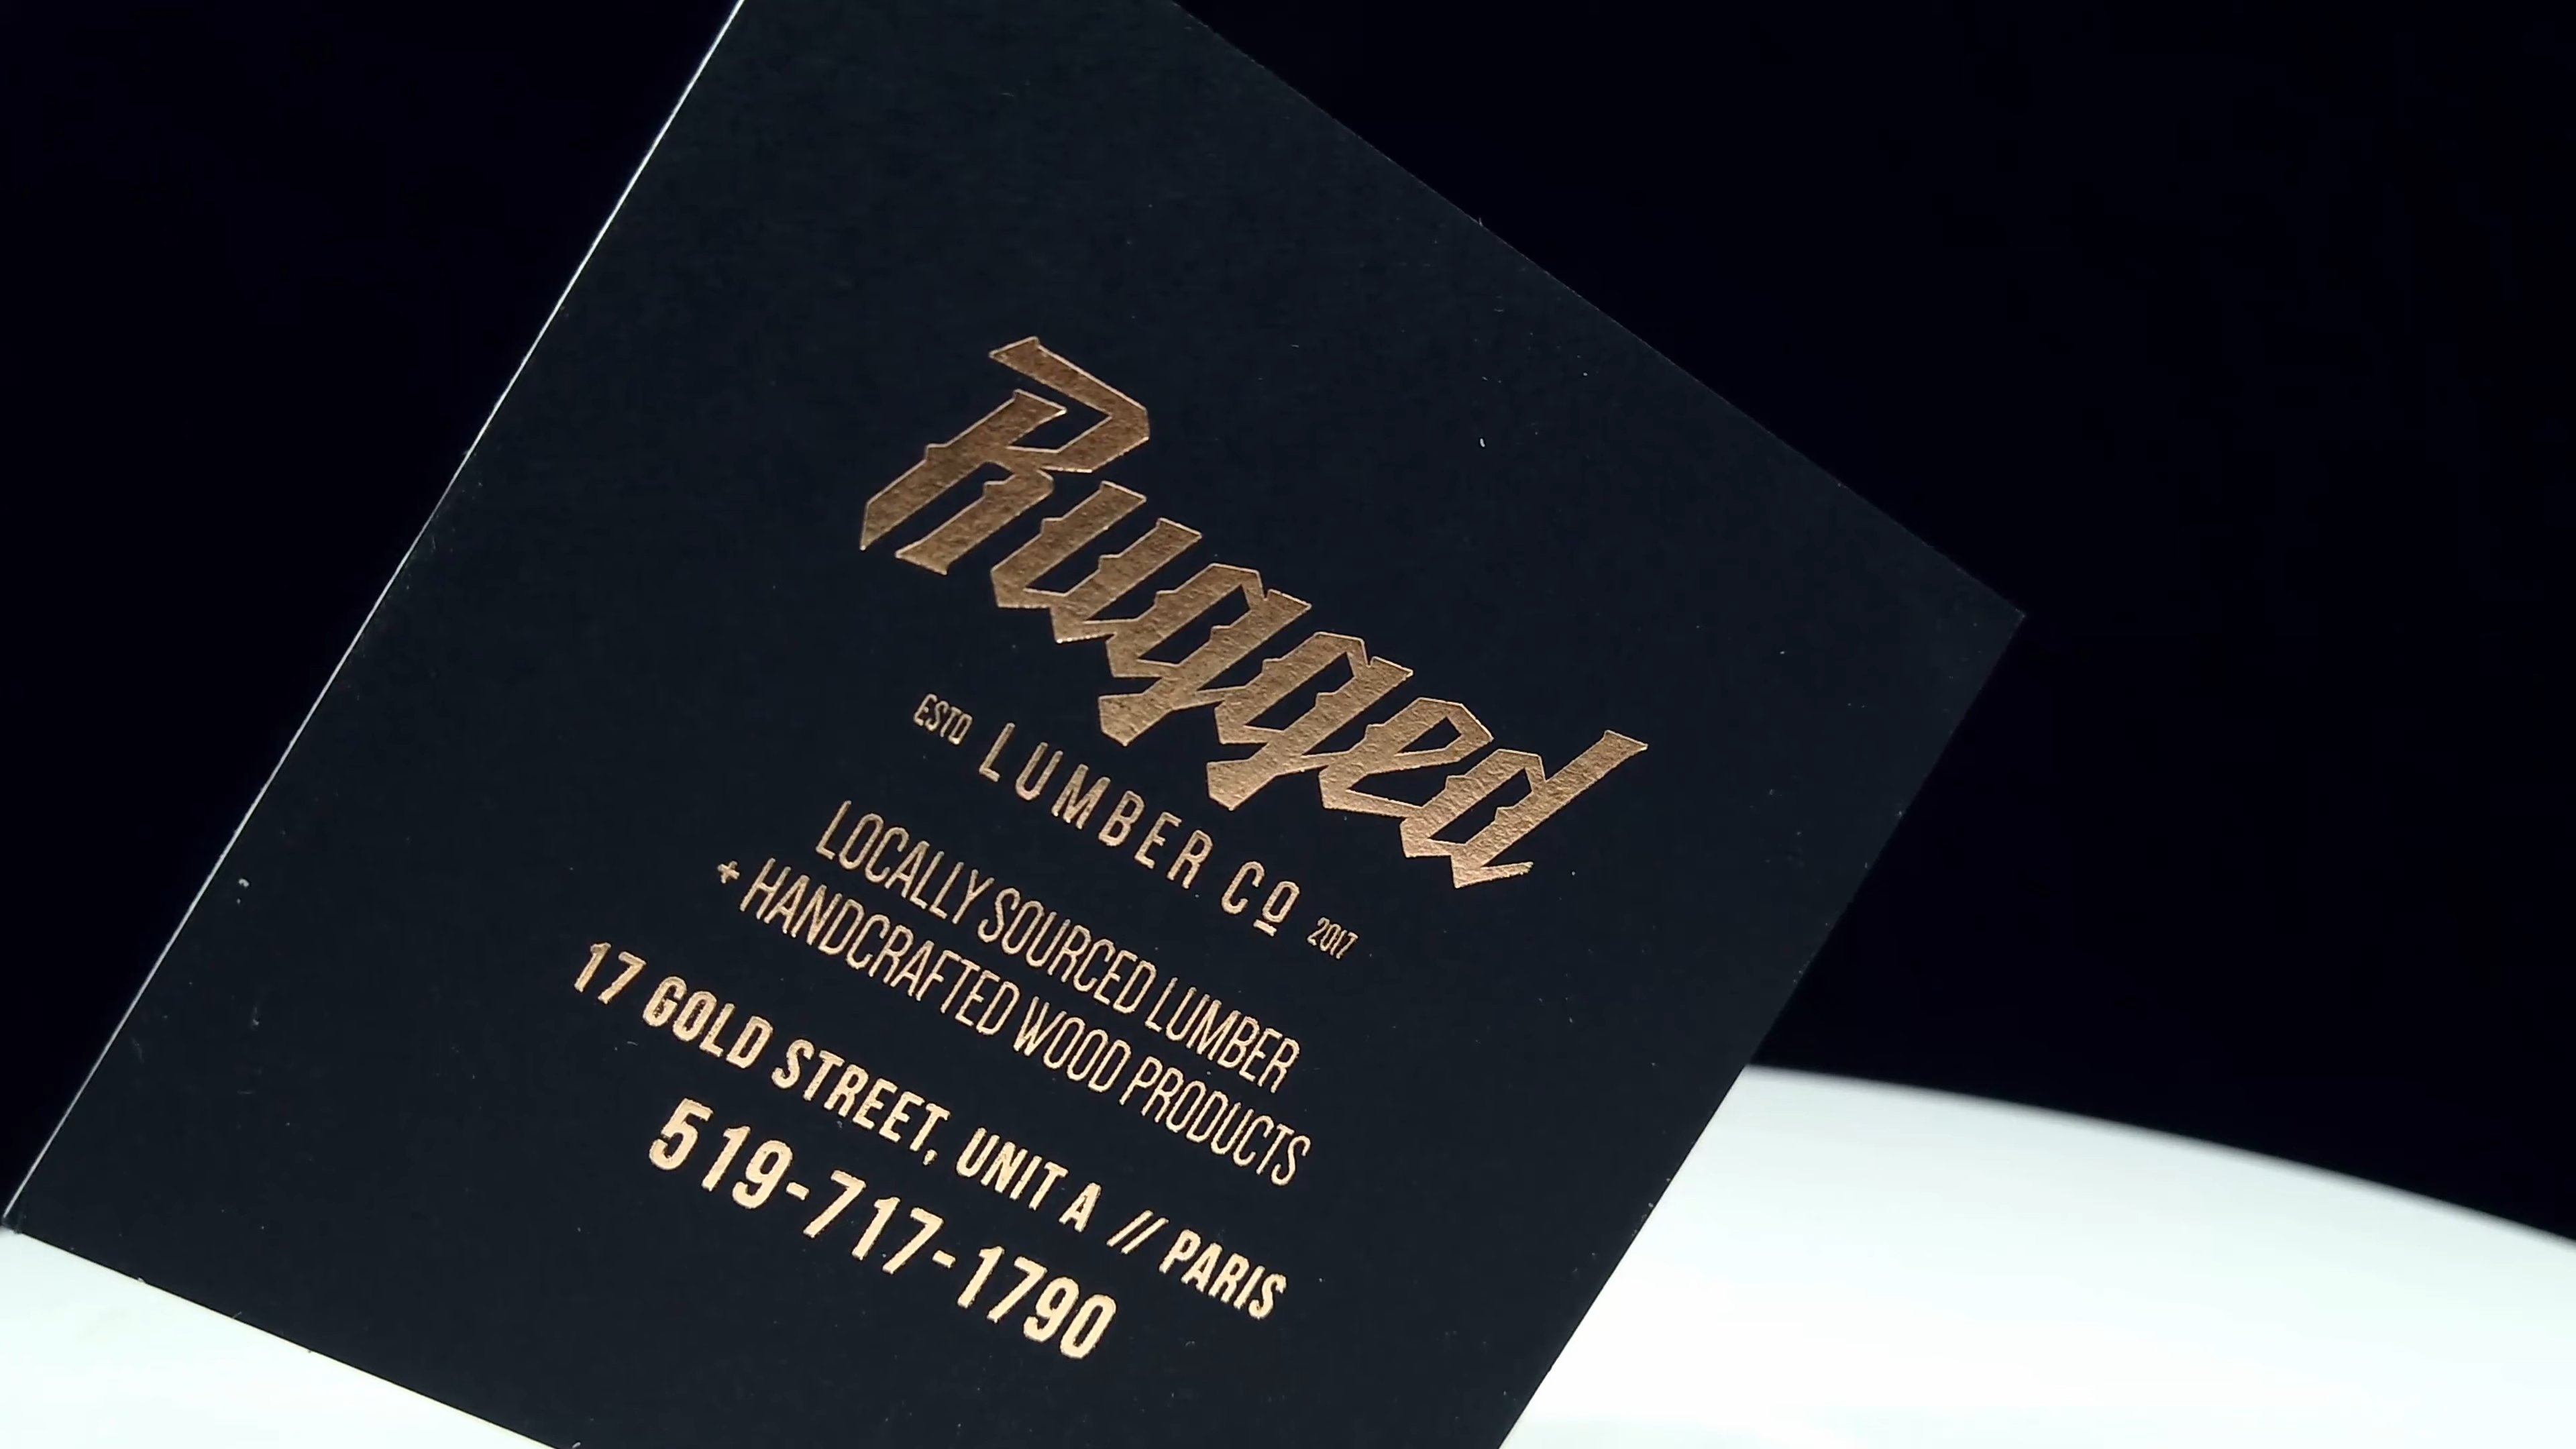 Rugged
ESTD LUMBER CO 2017
LOCALLY SOURCED LUMBER
+ HANDCRAFTED WOOD PRODUCTS
17 GOLD STREET, UNIT A // PARIS
519-717-1790